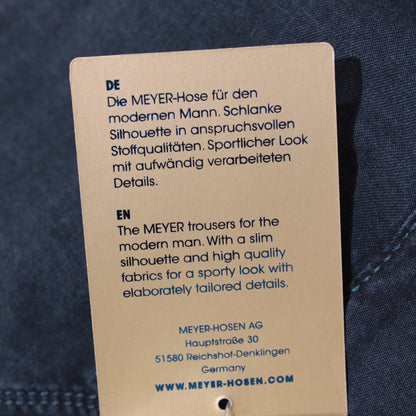 DE
Die MEYER-Hose für den
modernen Mann. Schlanke
Silhouette in anspruchsvollen
Stoffqualitäten. Sportlicher Look
mit aufwändig verarbeiteten
Details.
EN
The MEYER trousers for the
modern man. With a slim
silhouette and high quality
fabrics for a sporty look with
elaborately tailored details.
MEYER-HOSEN AG
Hauptstraße 30
51580 Reichshof-Denklingen
Germany
WWW.MEYER-HOSEN.COM